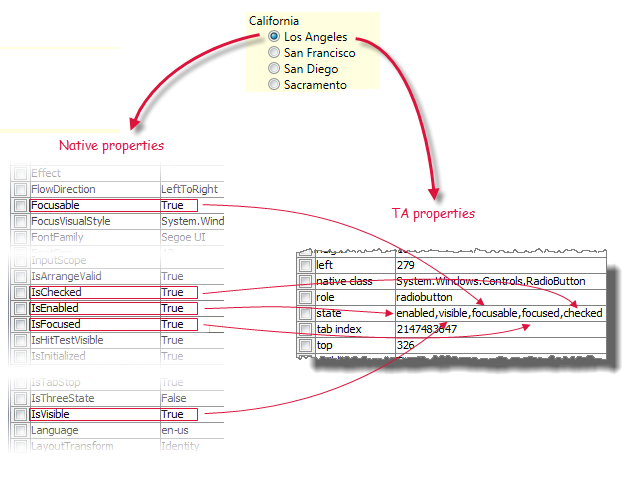 California
Los Angeles
San Francisco
San Diego
Sacramento
Native properties
Effect
FlowDirection LeftToRight
Focusable True
FocusVisualStyle System.Wind
FontFamily Segoe UI
InputScope
IsArrangeValid True
IsChecked True
IsEnabled True
IsFocused True
IsHitTestVisible True
IsInitialized True
IsTabStop True
IsThreeState False
IsVisible True
Language en-us
LayoutTransform Identity
TA properties
left 279
native class System.Windows.Controls.RadioButton
role radiobutton
state enabled,visible,focusable,focused,checked
tab index 2147483647
top 326